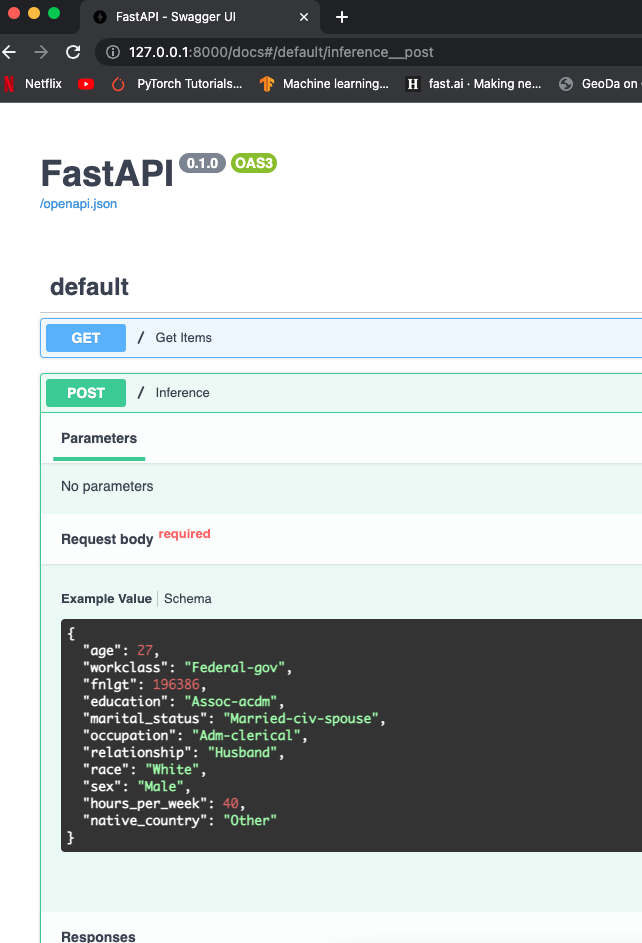 FastAPI - Swagger UI
127.0.0.1:8000/docs#/default/inference__post
Netflix PyTorch Tutorials... Machine learning... H fast.ai · Making ne... GeoDa on
FastAPI 0.1.0 OAS3
/openapi.json
default
GET / Get Items
POST / Inference
Parameters
No parameters
Request body required
Example Value Schema
{
"age": 27,
"workclass": "Federal-gov",
"fnlgt": 196386,
"education": "Assoc-acdm",
"marital_status": "Married-civ-spouse",
"occupation": "Adm-clerical",
"relationship": "Husband",
"race": "White",
"sex": "Male",
"hours_per_week": 40,
"native_country": "Other"
}
Responses